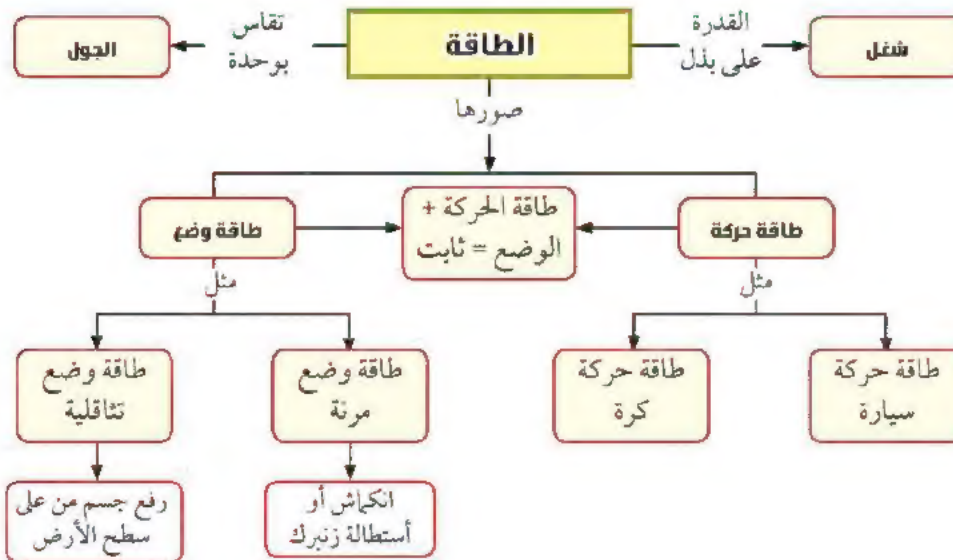 الطاقة
القدرة
على بذل
شغل
تقاس
بوحدة
الجول
صورها
طاقة حركة
طاقة الحركة +
الوضع = ثابت
طاقة وضع
مثل
مثل
طاقة حركة
سيارة
طاقة حركة
كرة
طاقة وضع
مرنة
طاقة وضع
تثاقلية
انكماش أو
أستطالة زنبرك
رفع جسم من على
سطح الأرض